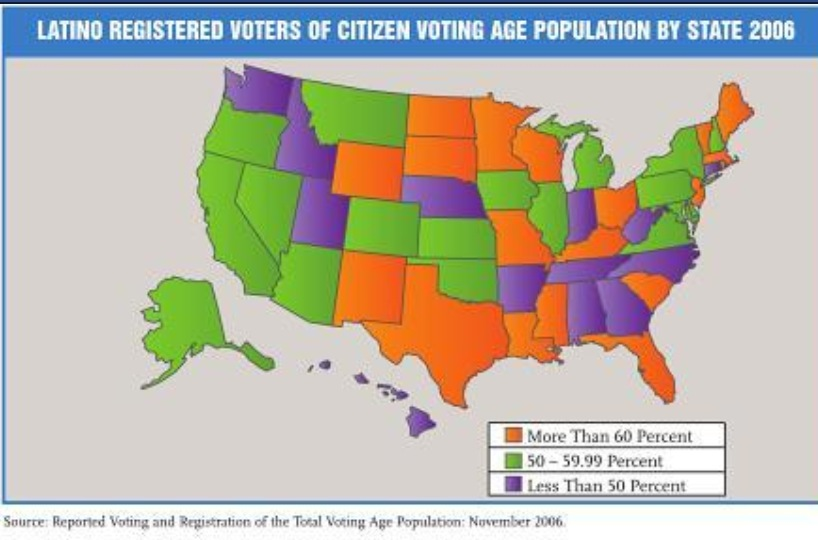 LATINO REGISTERED VOTERS OF CITIZEN VOTING AGE POPULATION BY STATE 2006
More Than 60 Percent
50 – 59.99 Percent
Less Than 50 Percent
Source: Reported Voting and Registration of the Total Voting Age Population: November 2006.